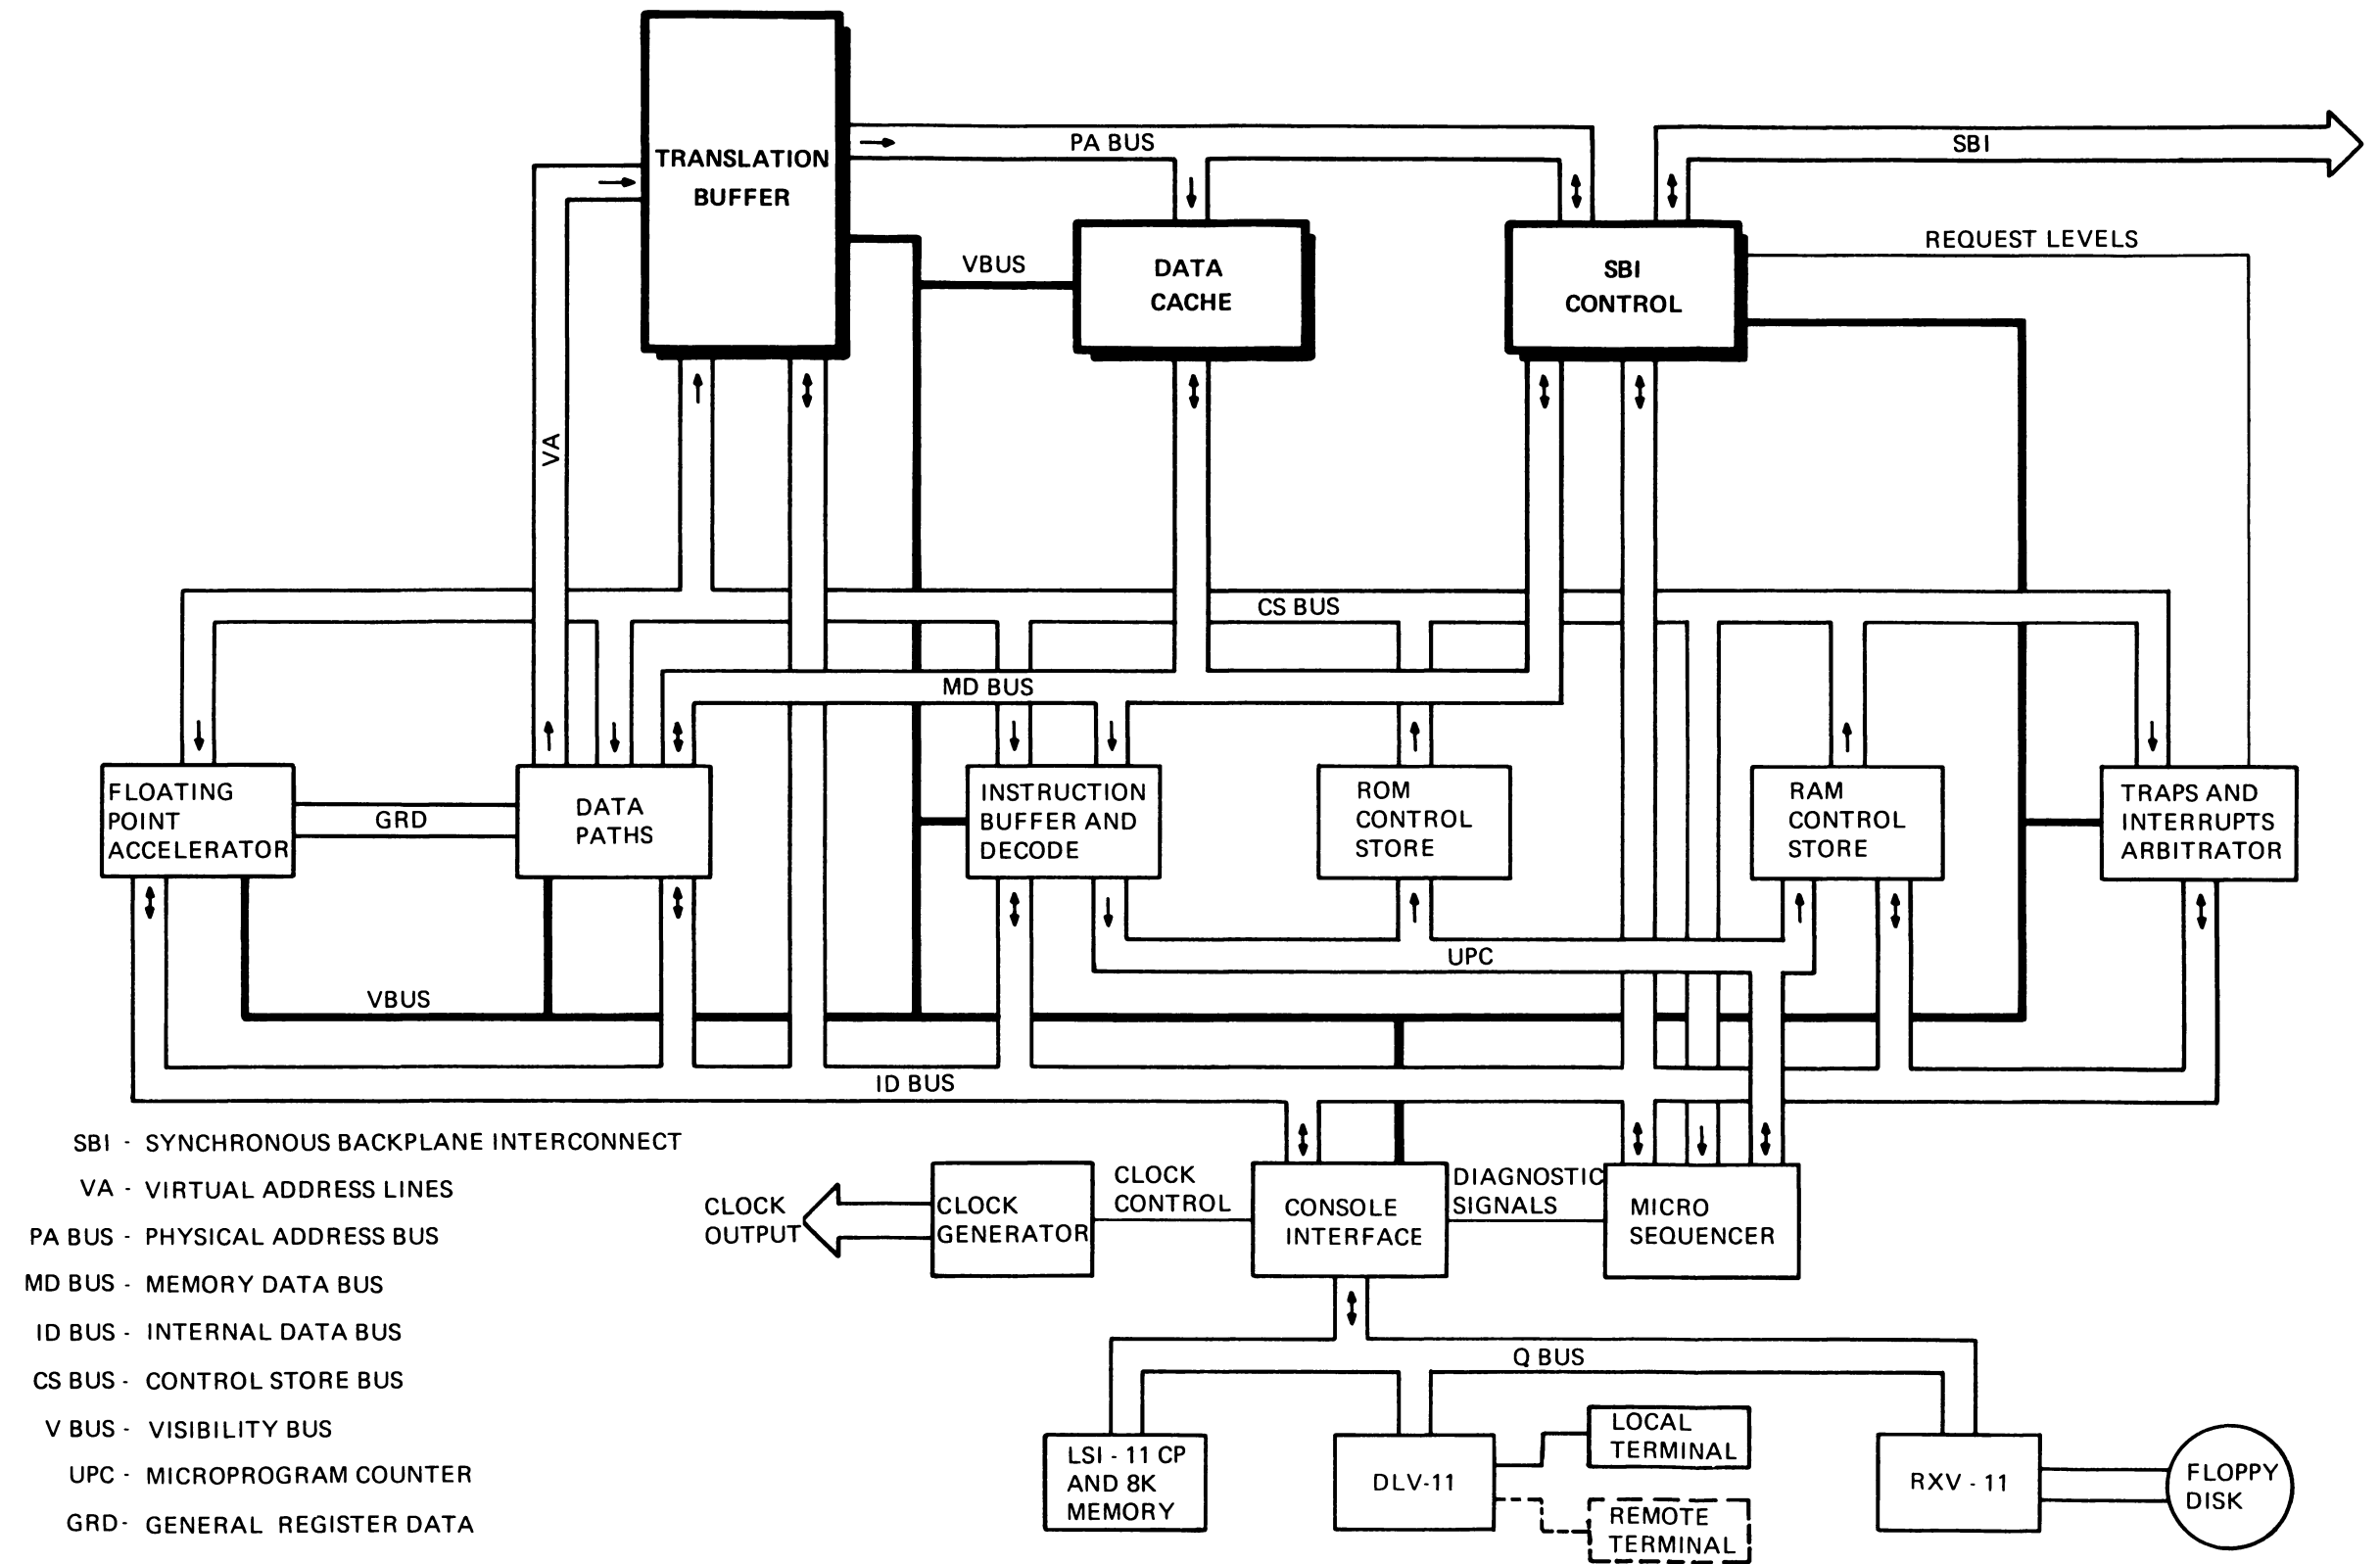 TRANSLATION
BUFFER
PA BUS
SBI
VBUS
DATA
CACHE
SBI
CONTROL
REQUEST LEVELS
VA
CS BUS
MD BUS
FLOATING
POINT
ACCELERATOR
GRD
DATA
PATHS
INSTRUCTION
BUFFER AND
DECODE
ROM
CONTROL
STORE
RAM
CONTROL
STORE
TRAPS AND
INTERRUPTS
ARBITRATOR
UPC
VBUS
ID BUS
SBI - SYNCHRONOUS BACKPLANE INTERCONNECT
VA - VIRTUAL ADDRESS LINES
PA BUS - PHYSICAL ADDRESS BUS
MD BUS - MEMORY DATA BUS
ID BUS - INTERNAL DATA BUS
CS BUS - CONTROL STORE BUS
V BUS - VISIBILITY BUS
UPC - MICROPROGRAM COUNTER
GRD- GENERAL REGISTER DATA
CLOCK
OUTPUT
CLOCK
GENERATOR
CLOCK
CONTROL
CONSOLE
INTERFACE
DIAGNOSTIC
SIGNALS
MICRO
SEQUENCER
Q BUS
LSI - 11 CP
AND 8K
MEMORY
DLV-11
LOCAL
TERMINAL
REMOTE
TERMINAL
RXV - 11
FLOPPY
DISK